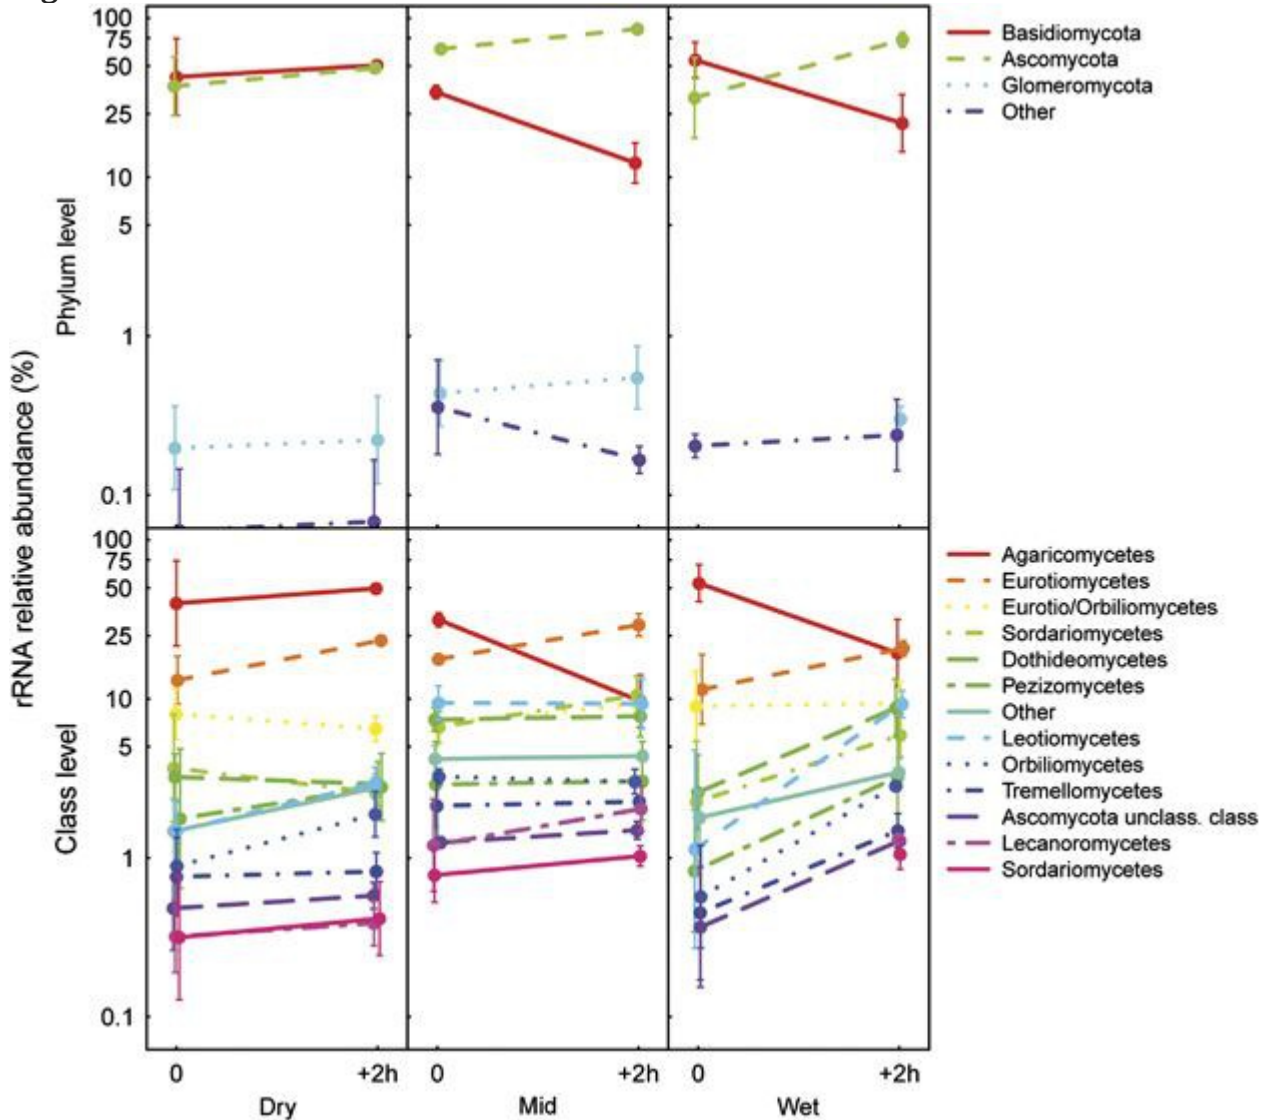 100
75
50
25
10
5
1
0.1
Phylum level
Basidiomycota
Ascomycota
Glomeromycota
Other
rRNA relative abundance (%)
100
75
50
25
10
5
1
0.1
Class level
Agaricomycetes
Eurotiomycetes
Eurotio/Orbiliomycetes
Sordariomycetes
Dothideomycetes
Pezizomycetes
Other
Leotiomycetes
Orbiliomycetes
Tremellomycetes
Ascomycota unclass. class
Lecanoromycetes
Sordariomycetes
0 +2h 0 +2h 0 +2h
Dry Mid Wet